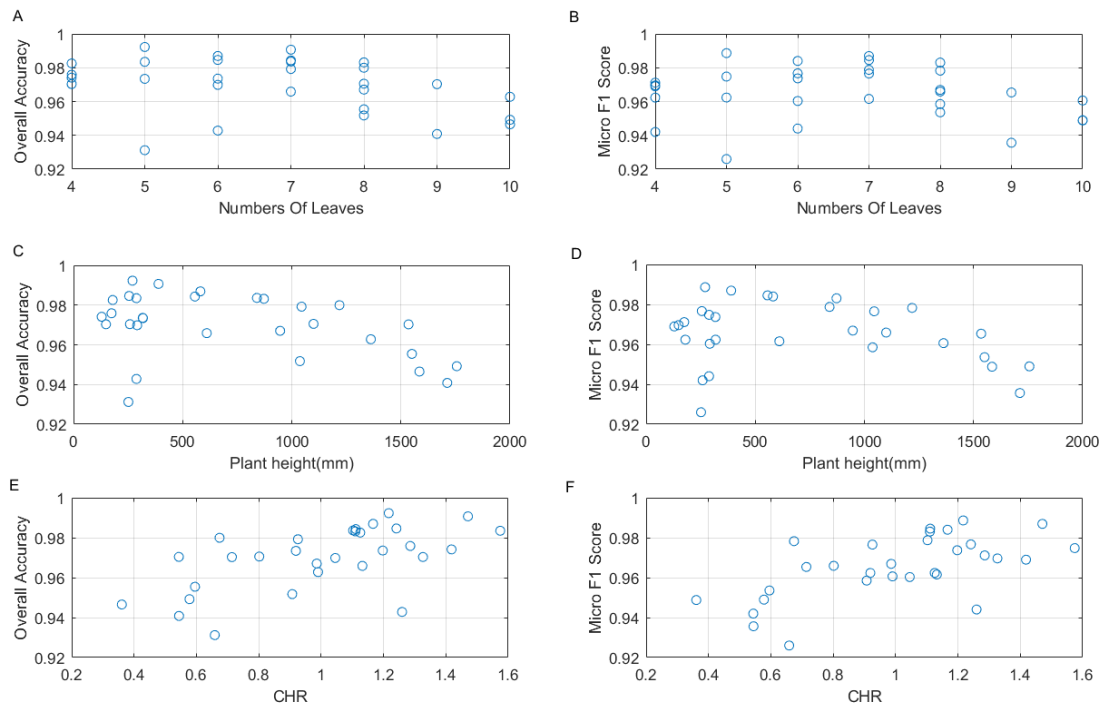 A
B
1
0.98
0.96
0.94
0.92
Overall Accuracy
4 5 6 7 8 9 10
Numbers Of Leaves
1
0.98
0.96
0.94
0.92
Micro F1 Score
4 5 6 7 8 9 10
Numbers Of Leaves
C
D
1
0.98
0.96
0.94
0.92
Overall Accuracy
0 500 1000 1500 2000
Plant height(mm)
1
0.98
0.96
0.94
0.92
Micro F1 Score
0 500 1000 1500 2000
Plant height(mm)
E
F
1
0.98
0.96
0.94
0.92
Overall Accuracy
0.2 0.4 0.6 0.8 1 1.2 1.4 1.6
CHR
1
0.98
0.96
0.94
0.92
Micro F1 Score
0.2 0.4 0.6 0.8 1 1.2 1.4 1.6
CHR